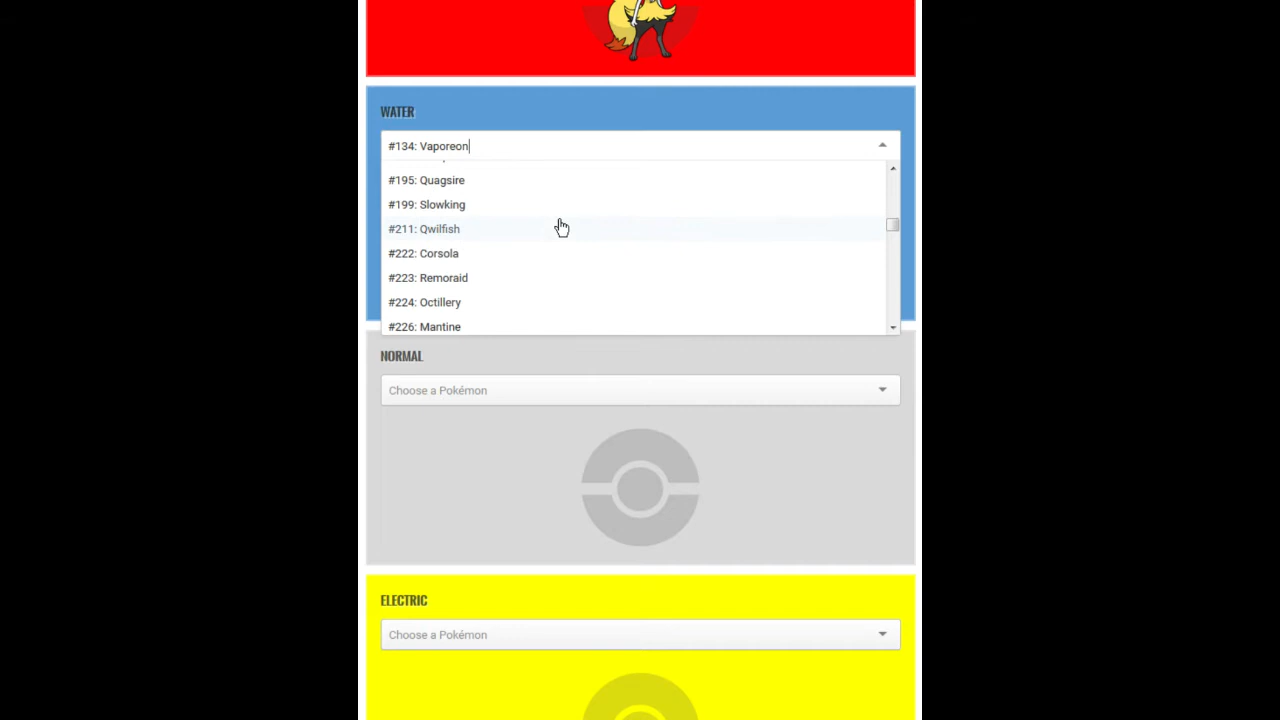 WATER
#134: Vaporeon
#195: Quagsire
#199: Slowking
#211: Qwilfish
#222: Corsola
#223: Remoraid
#224: Octillery
#226: Mantine
NORMAL
Choose a Pokémon
ELECTRIC
Choose a Pokémon